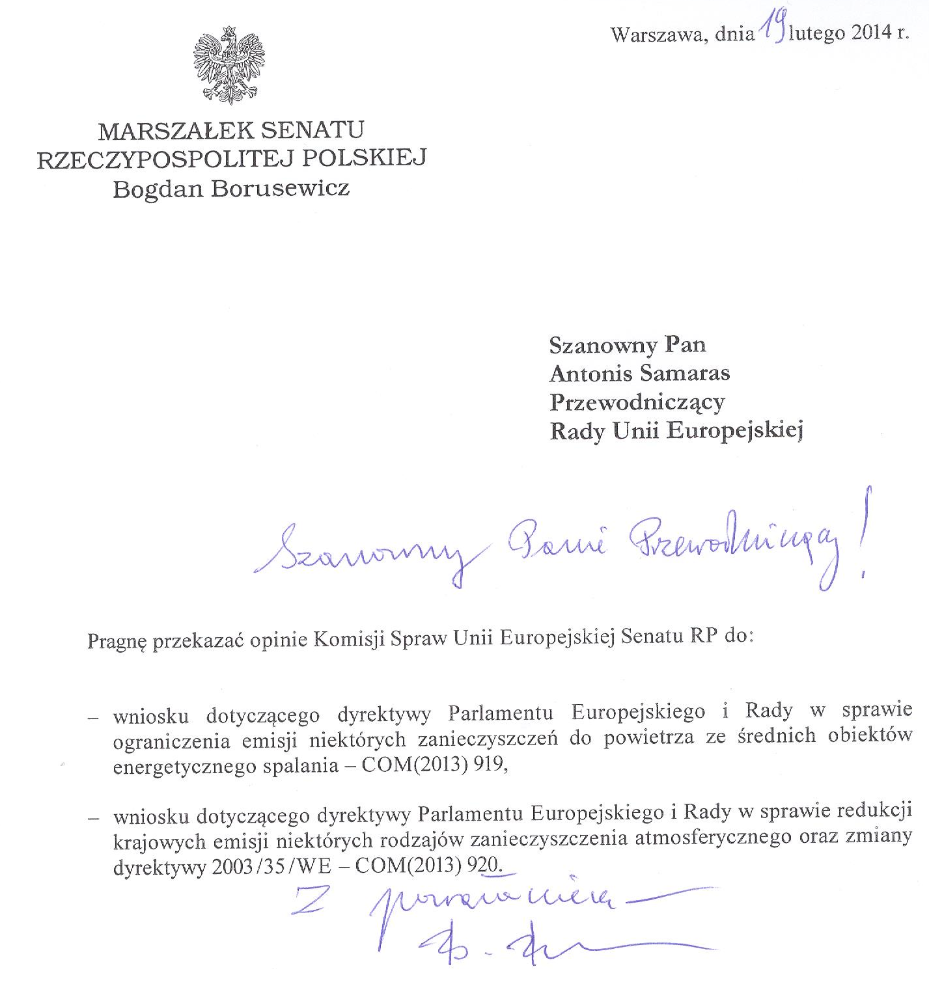 Warszawa, dnia 19 lutego 2014 r.
MARSZAŁEK SENATU
RZECZYPOSPOLITEJ POLSKIEJ
Bogdan Borusewicz
Szanowny Pan
Antonis Samaras
Przewodniczący
Rady Unii Europejskiej
Szanowny Panie Przewodniczący!
Pragnę przekazać opinie Komisji Spraw Unii Europejskiej Senatu RP do:
– wniosku dotyczącego dyrektywy Parlamentu Europejskiego i Rady w sprawie
ograniczenia emisji niektórych zanieczyszczeń do powietrza ze średnich obiektów
energetycznego spalania – COM(2013) 919,
– wniosku dotyczącego dyrektywy Parlamentu Europejskiego i Rady w sprawie redukcji
krajowych emisji niektórych rodzajów zanieczyszczenia atmosferycznego oraz zmiany
dyrektywy 2003/35/WE – COM(2013) 920.
Z poważaniem